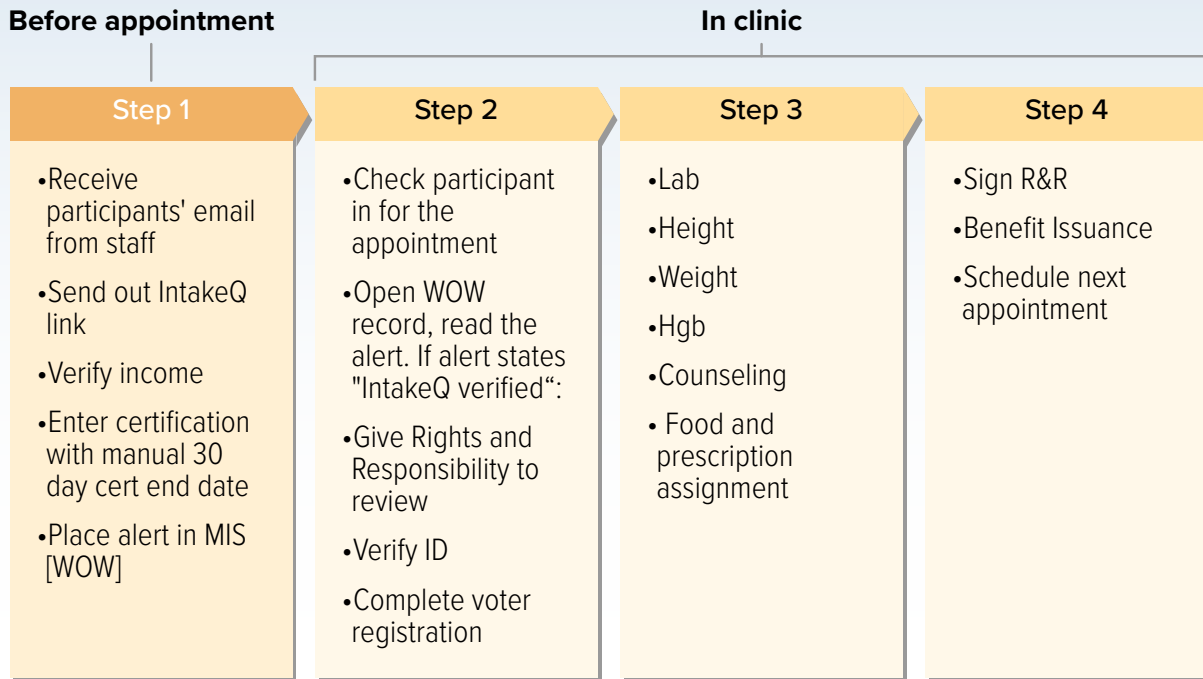 Before appointment
In clinic
Step 1
•Receive
participants' email
from staff
•Send out IntakeQ
link
•Verify income
•Enter certification
with manual 30
day cert end date
•Place alert in MIS
[WOW]
Step 2
•Check participant
in for the
appointment
•Open WOW
record, read the
alert. If alert states
"IntakeQ verified“:
•Give Rights and
Responsibility to
review
•Verify ID
•Complete voter
registration
Step 3
•Lab
•Height
•Weight
•Hgb
•Counseling
• Food and
prescription
assignment
Step 4
•Sign R&R
•Benefit Issuance
•Schedule next
appointment